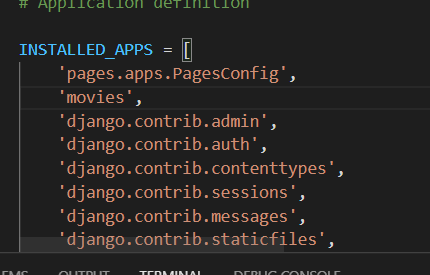 # Application definition
INSTALLED_APPS = [
'pages.apps.PagesConfig',
'movies',
'django.contrib.admin',
'django.contrib.auth',
'django.contrib.contenttypes',
'django.contrib.sessions',
'django.contrib.messages',
'django.contrib.staticfiles',
OUTPUT TERMINAL DEBUG CONSOLE